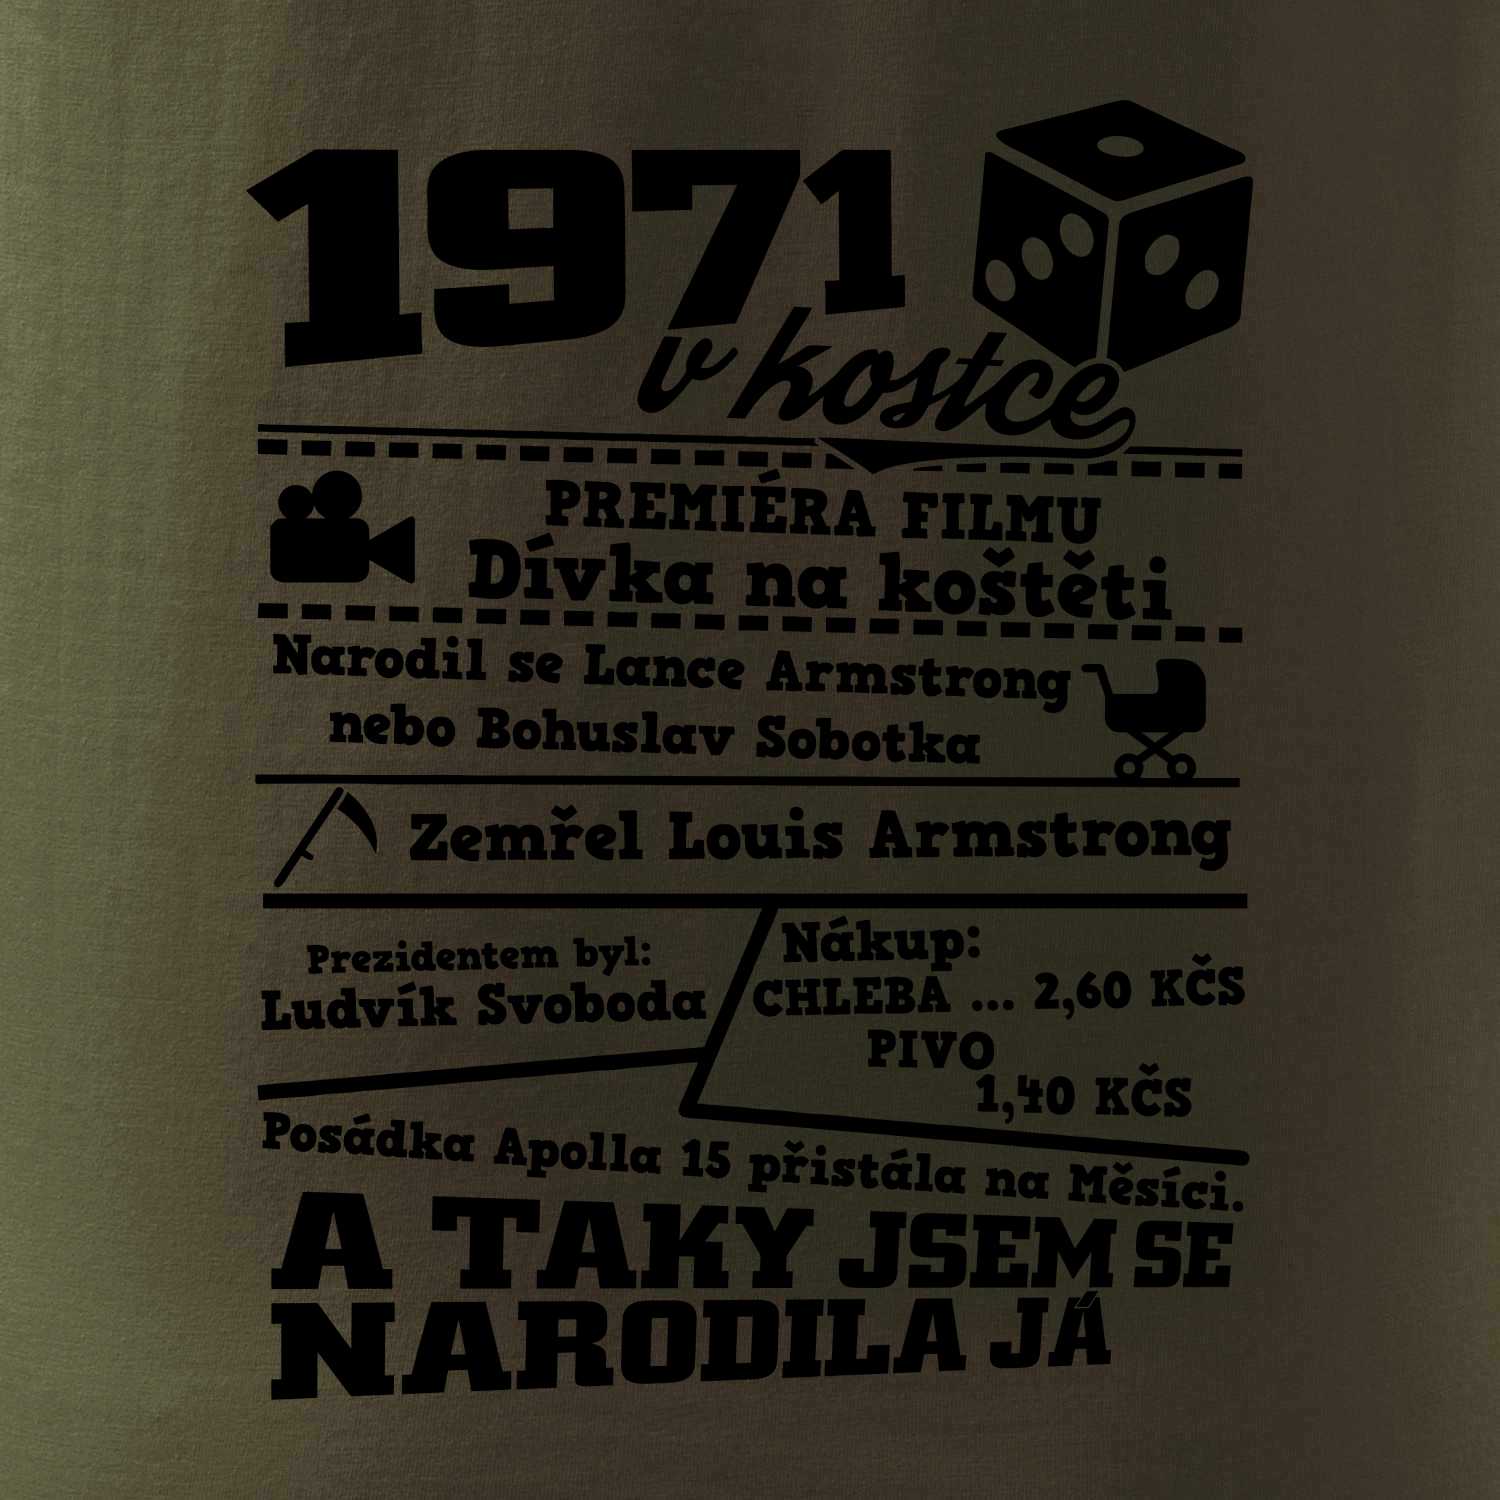 1971
v kostce
PREMIÉRA FILMU
Dívka na koštěti
Narodil se Lance Armstrong
nebo Bohuslav Sobotka
Zemřel Louis Armstrong
Prezidentem byl:
Ludvík Svoboda
Nákup:
CHLEBA ... 2,60 KČS
PIVO
1,40 KČS
Posádka Apolla 15 přistála na Měsíci.
A TAKY JSEM SE
NARODILA JÁ